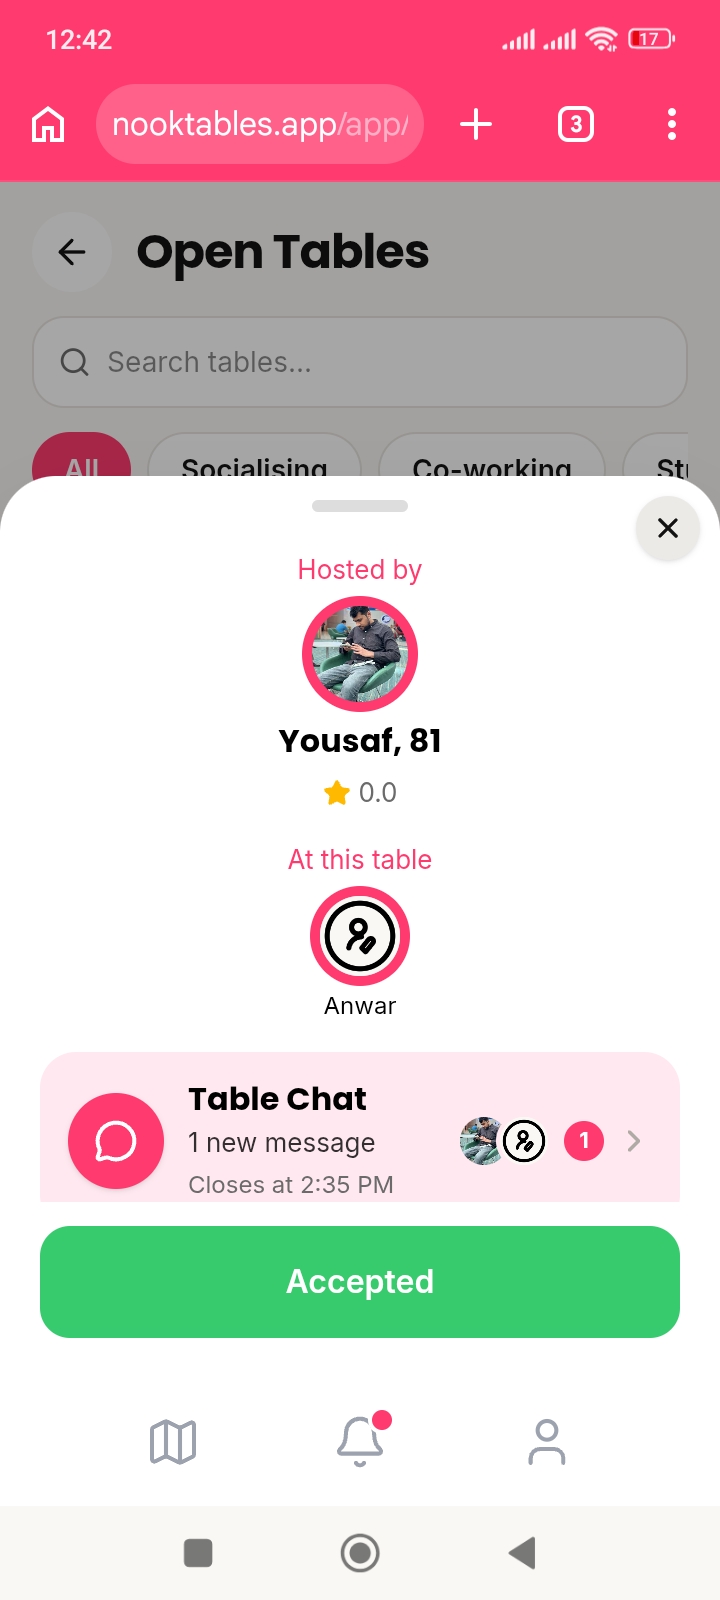 12:42
17
nooktables.app/app/
3
Open Tables
Search tables...
All
Socialising
Co-working
Hosted by
Yousaf, 81
0.0
At this table
Anwar
Table Chat
1 new message
1
Closes at 2:35 PM
Accepted